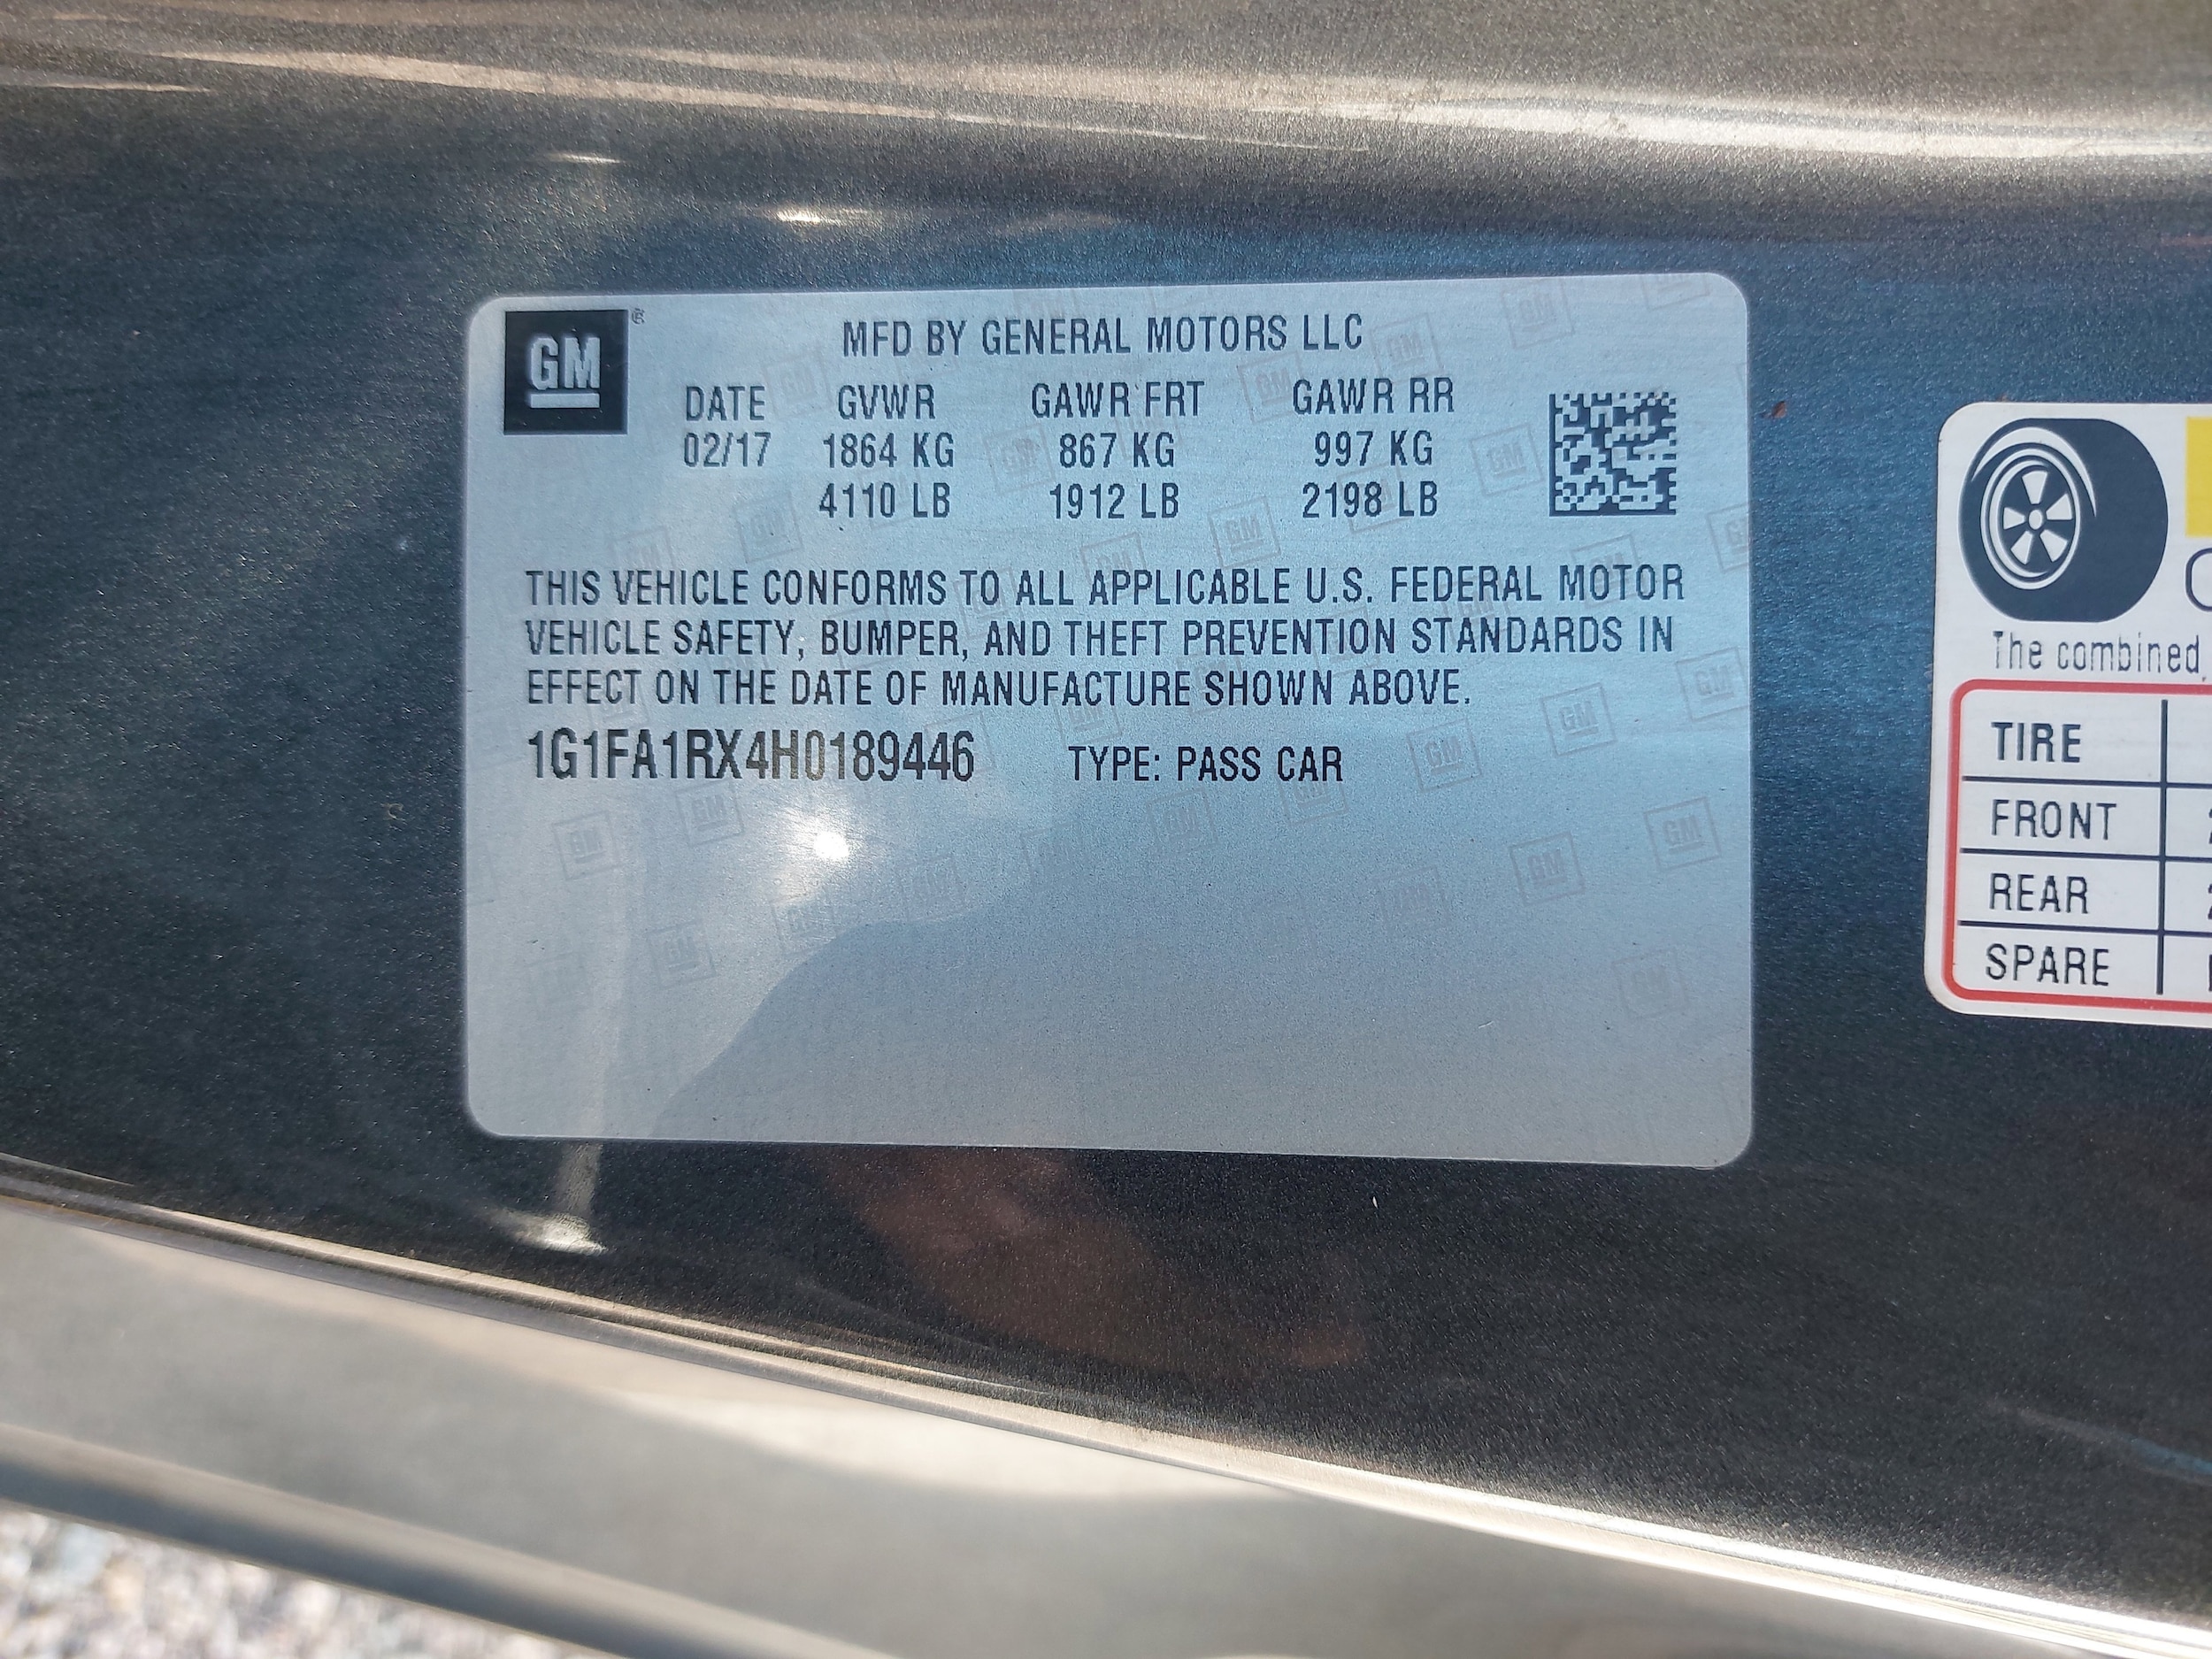 GM
MFD BY GENERAL MOTORS LLC
DATE GVWR GAWR FRT GAWR RR
02/17 1864 KG 867 KG 997 KG
4110 LB 1912 LB 2198 LB
THIS VEHICLE CONFORMS TO ALL APPLICABLE U.S. FEDERAL MOTOR
VEHICLE SAFETY, BUMPER, AND THEFT PREVENTION STANDARDS IN
EFFECT ON THE DATE OF MANUFACTURE SHOWN ABOVE.
1G1FA1RX4H0189446 TYPE: PASS CAR
The combined
TIRE
FRONT
REAR
SPARE